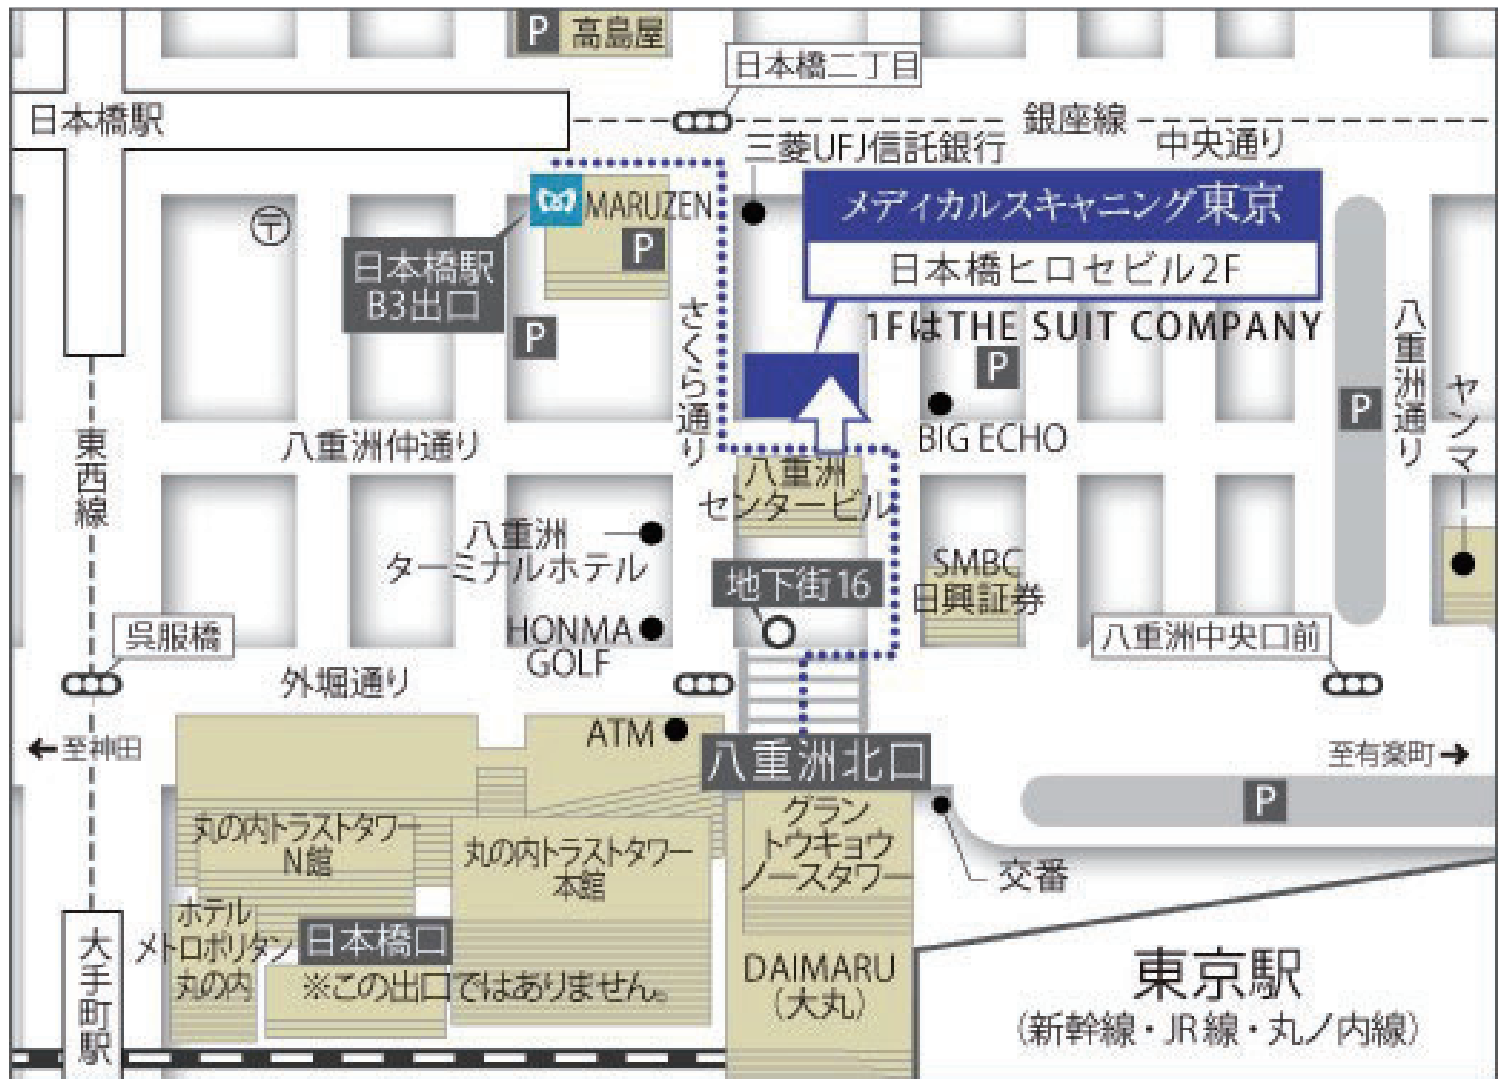 P 高島屋
日本橋二丁目
日本橋駅
銀座線
中央通り
三菱UFJ信託銀行
MARUZEN
P
メディカルスキャニング東京
日本橋ヒロセビル2F
1FはTHE SUIT COMPANY
〒
日本橋駅
B3出口
P
さくら通り
P
BIG ECHO
P
八重洲通り
ヤンマ
東西線
八重洲仲通り
八重洲
センタービル
八重洲
ターミナルホテル
地下街16
SMBC
日興証券
HONMA
GOLF
呉服橋
外堀通り
八重洲中央口前
ATM
八重洲北口
至神田
至有楽町
P
丸の内トラストタワー
N館
丸の内トラストタワー
本館
グラン
トウキョウ
ノースタワー
交番
ホテル
メトロポリタン
丸の内
日本橋口
※この出口ではありません。
大手町駅
DAIMARU
（大丸）
東京駅
（新幹線・JR線・丸ノ内線）